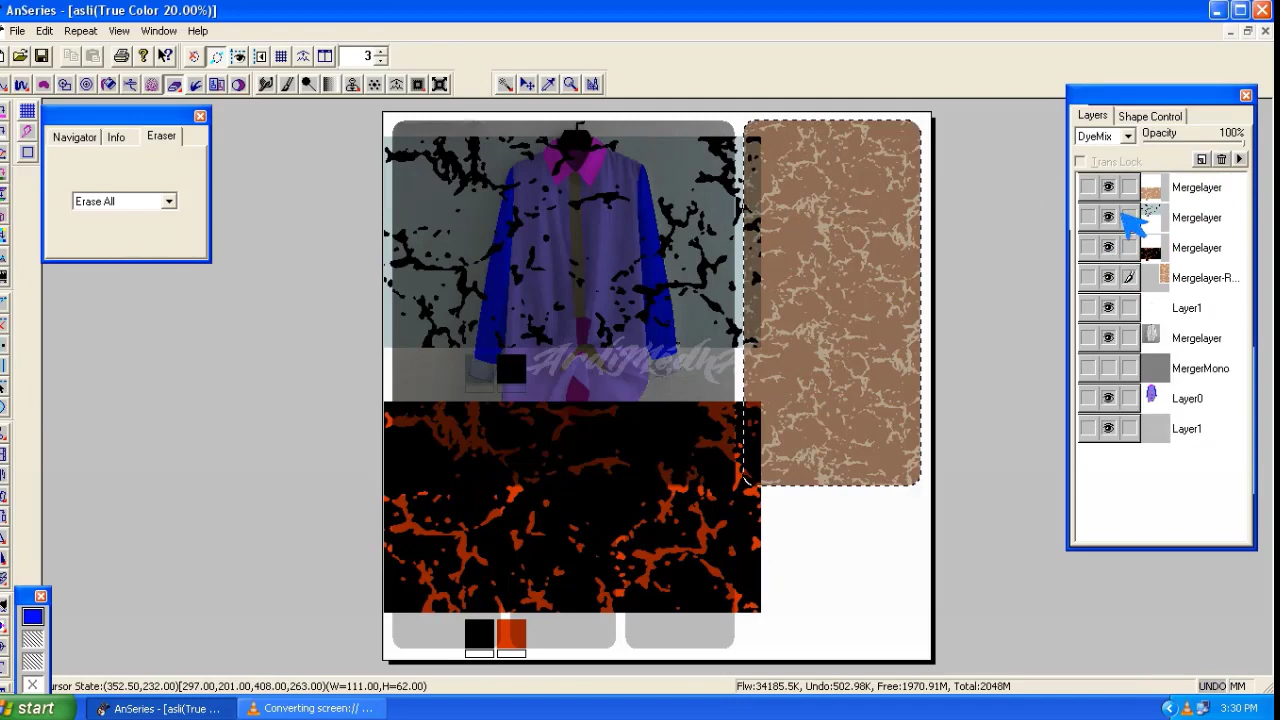 AnSeries - [asli(True Color 20.00%)]
File Edit Repeat View Window Help
3
Navigator Info Eraser
Erase All
Layers Shape Control
DyeMix Opacity 100%
Trans Lock
Mergelayer
Mergelayer
Mergelayer
Mergelayer-R...
Layer1
Mergelayer
MergerMono
Layer0
Layer1
ursor State:(352.50,232.00)[297.00,201.00,408.00,263.00)(W=111.00,H=62.00) Flw:34185.5K, Undo:502.98K, Free:1970.91M, Total:2048M UNDO MM
start AnSeries - [asli(True ... Converting screen:// ... 3:30 PM